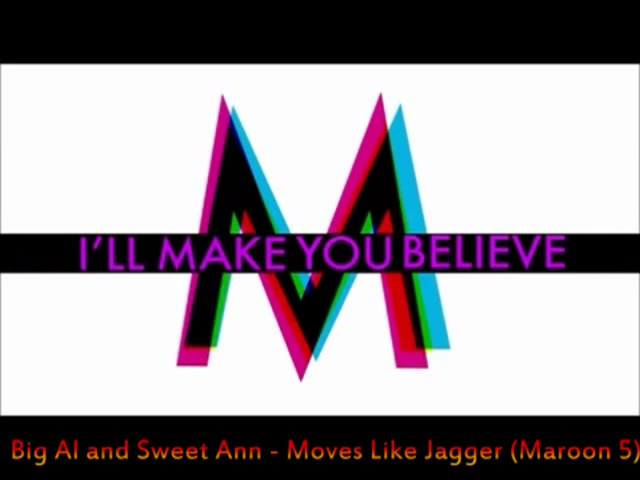 M
I'LL MAKE YOU BELIEVE
Big Al and Sweet Ann - Moves Like Jagger (Maroon 5)